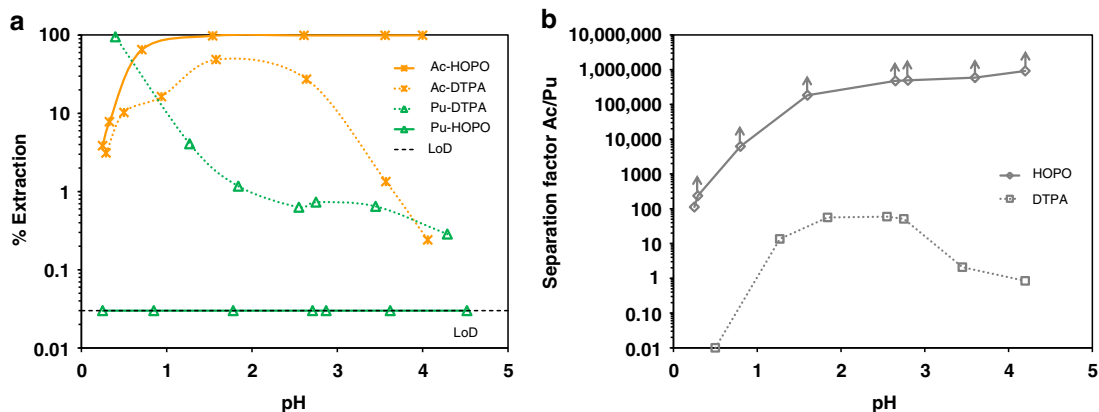 a
% Extraction
100
10
1
0.1
0.01
0 1 2 3 4 5
pH
Ac-HOPO
Ac-DTPA
Pu-DTPA
Pu-HOPO
LoD
LoD
b
Separation factor Ac/Pu
10,000,000
1,000,000
100,000
10,000
1000
100
10
1
0.1
0.01
0 1 2 3 4 5
pH
HOPO
DTPA